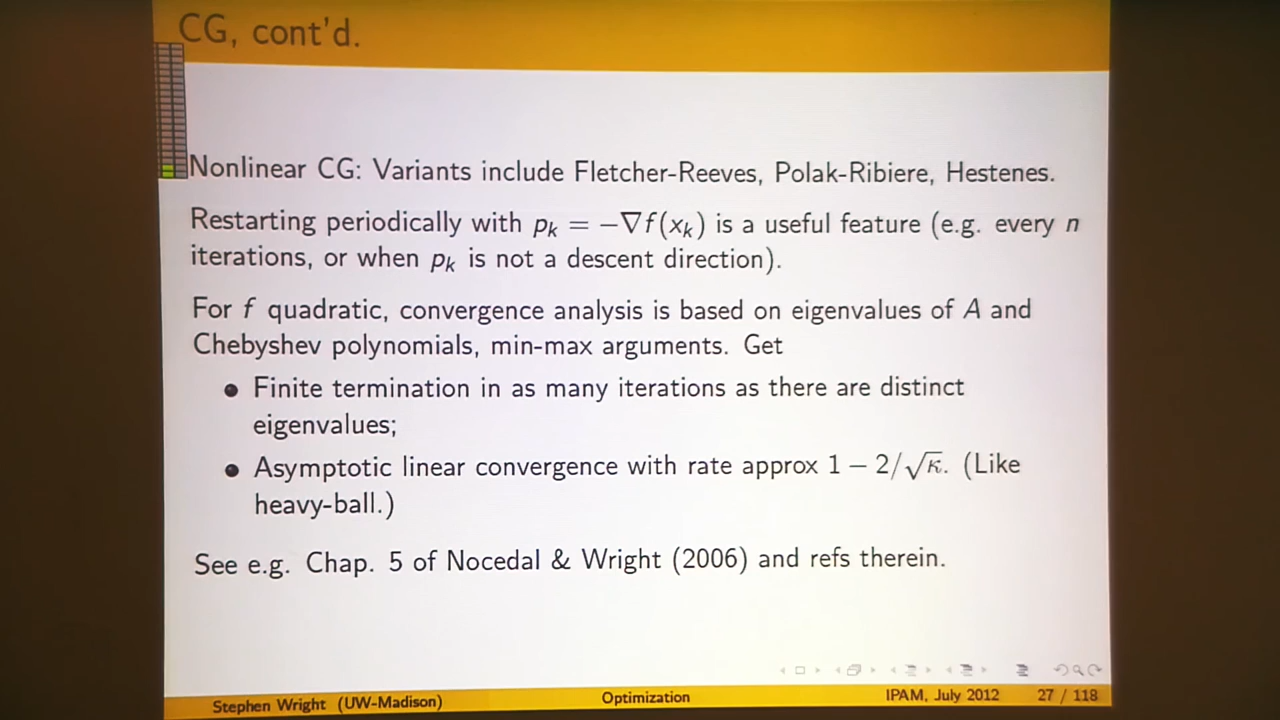 CG, cont'd.
Nonlinear CG: Variants include Fletcher-Reeves, Polak-Ribiere, Hestenes.
Restarting periodically with pₖ = −∇f(xₖ) is a useful feature (e.g. every n
iterations, or when pₖ is not a descent direction).
For f quadratic, convergence analysis is based on eigenvalues of A and
Chebyshev polynomials, min-max arguments. Get
• Finite termination in as many iterations as there are distinct
eigenvalues;
• Asymptotic linear convergence with rate approx 1 − 2/√κ. (Like
heavy-ball.)
See e.g. Chap. 5 of Nocedal & Wright (2006) and refs therein.
Stephen Wright (UW-Madison) Optimization IPAM, July 2012 27 / 118